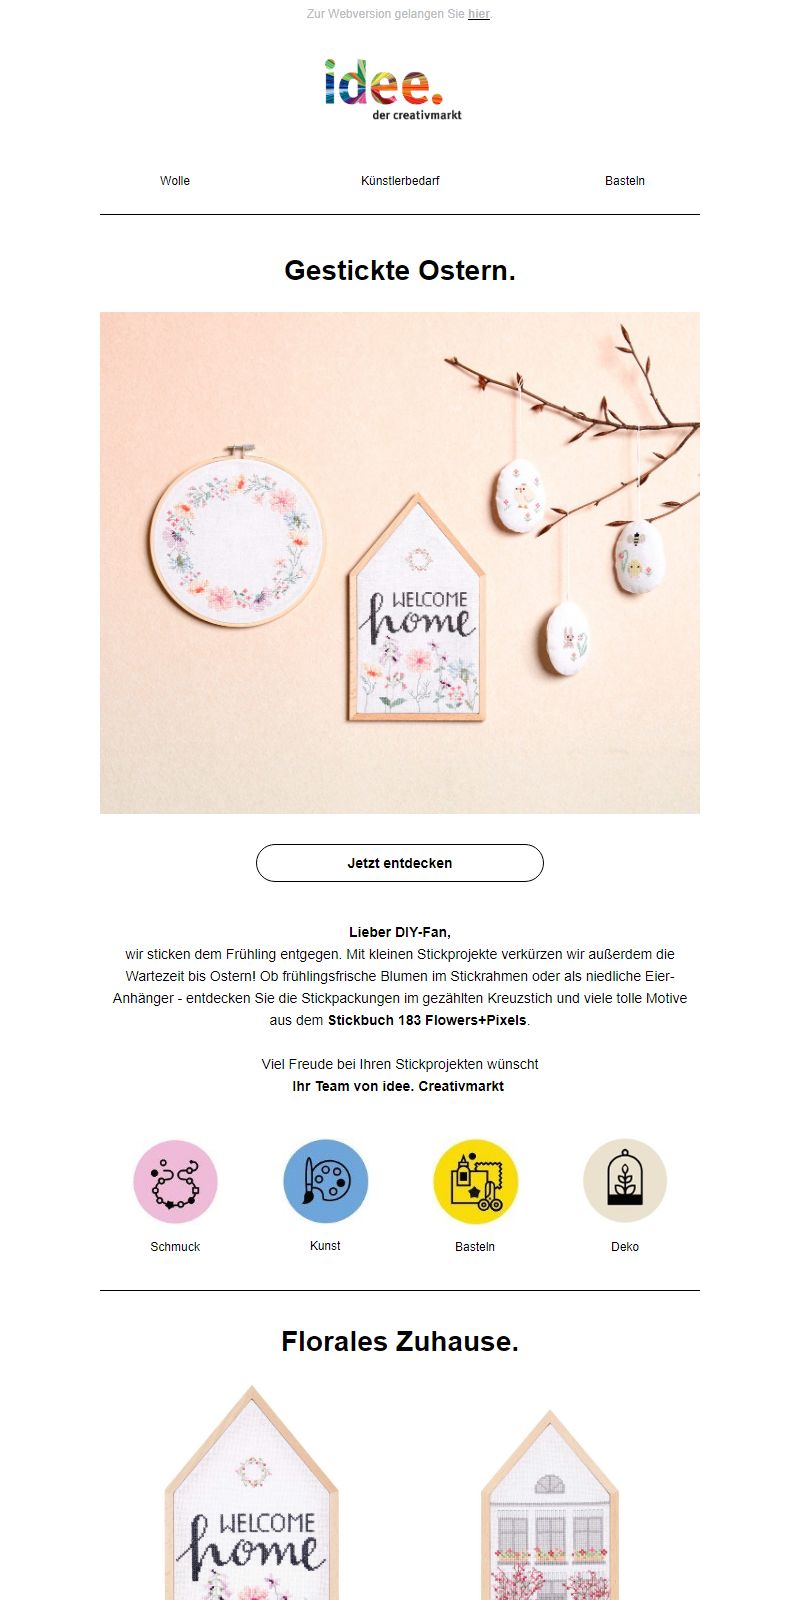 Zur Webversion gelangen Sie hier.
idee.
der creativmarkt
Wolle
Künstlerbedarf
Basteln
Gestickte Ostern.
WELCOME
home
Jetzt entdecken
Lieber DIY-Fan,
wir sticken dem Frühling entgegen. Mit kleinen Stickprojekte verkürzen wir außerdem die
Wartezeit bis Ostern! Ob frühlingsfrische Blumen im Stickrahmen oder als niedliche Eier-
Anhänger - entdecken Sie die Stickpackungen im gezählten Kreuzstich und viele tolle Motive
aus dem Stickbuch 183 Flowers+Pixels.
Viel Freude bei Ihren Stickprojekten wünscht
Ihr Team von idee. Creativmarkt
Schmuck
Kunst
Basteln
Deko
Florales Zuhause.
WELCOME
home